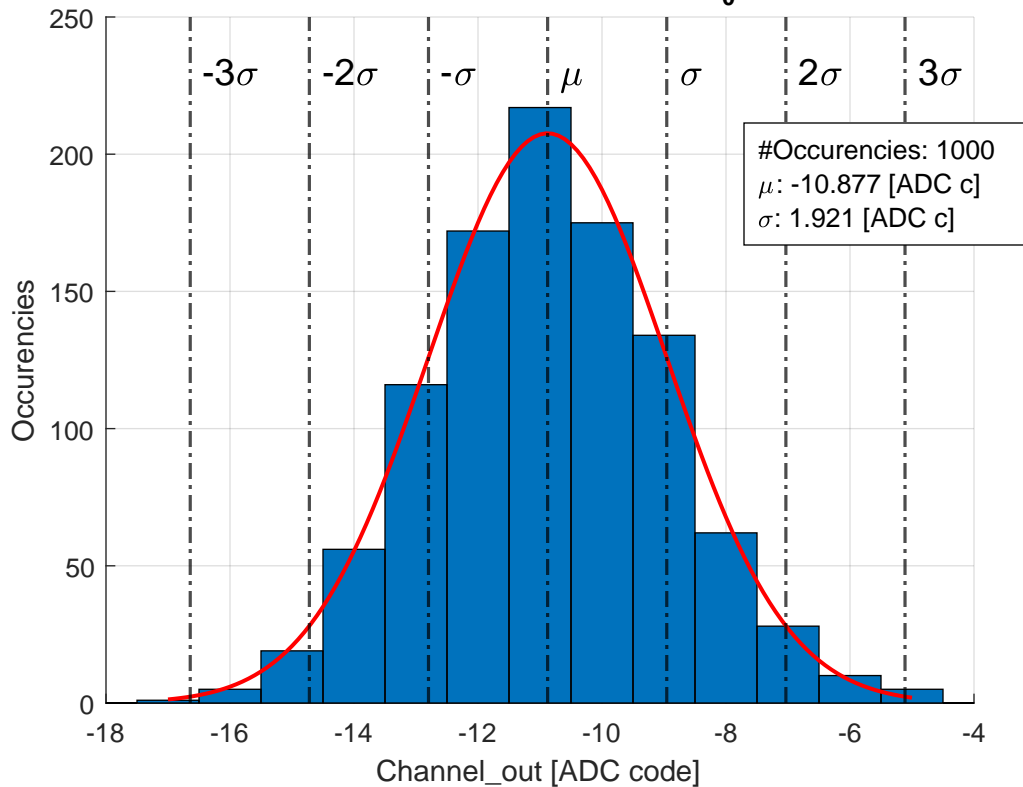 250
200
150
100
50
0
-3σ -2σ -σ μ σ 2σ 3σ
#Occurencies: 1000
μ: -10.877 [ADC c]
σ: 1.921 [ADC c]
Occurencies
-18 -16 -14 -12 -10 -8 -6 -4
Channel_out [ADC code]